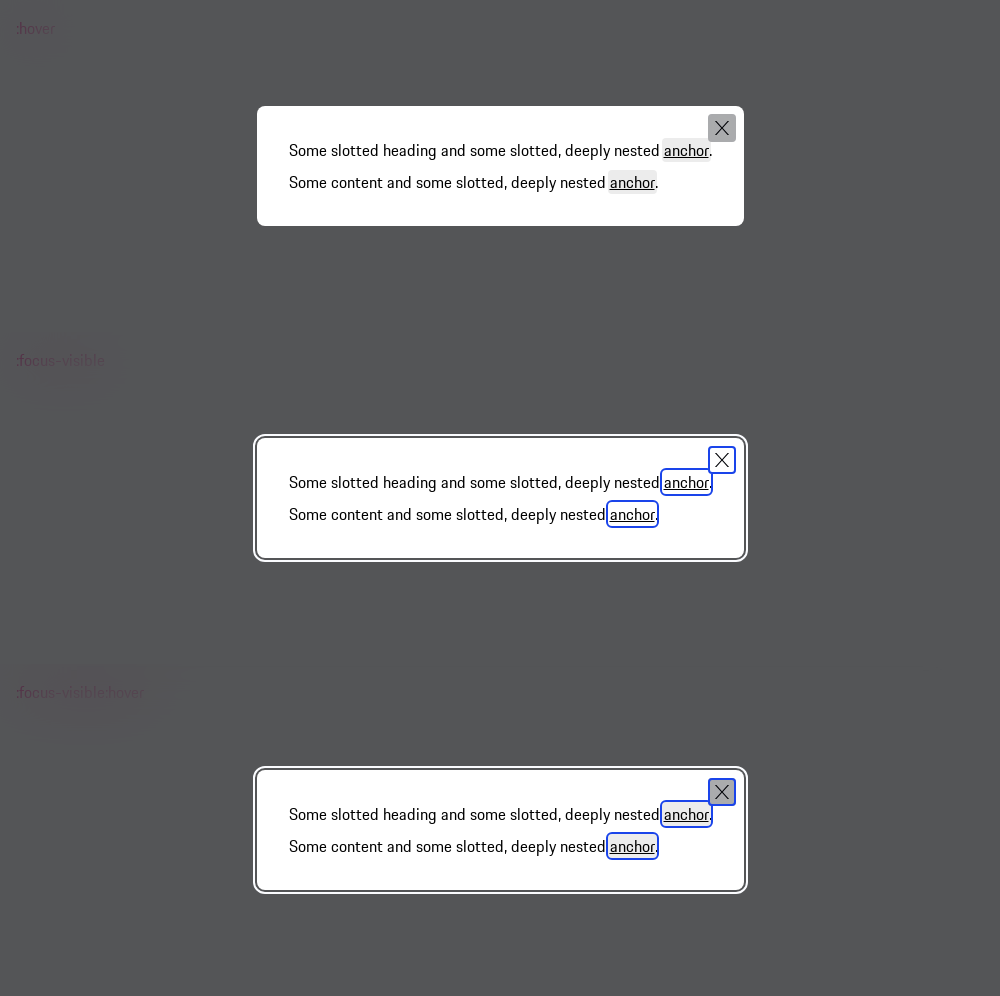 :hover
Some slotted heading and some slotted, deeply nested anchor.
Some content and some slotted, deeply nested anchor.
:focus-visible
Some slotted heading and some slotted, deeply nested anchor.
Some content and some slotted, deeply nested anchor.
:focus-visible:hover
Some slotted heading and some slotted, deeply nested anchor.
Some content and some slotted, deeply nested anchor.